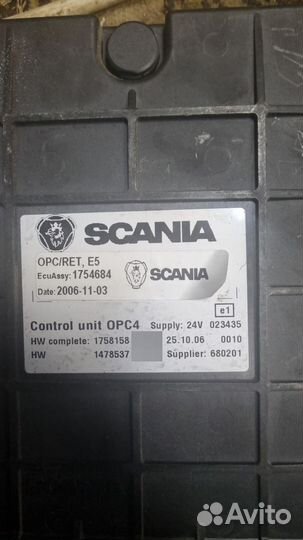 SCANIA
OPC/RET, E5
EcuAssy: 1754684
SCANIA
Date: 2006-11-03
e1
Control unit OPC4 Supply: 24V 023435
HW complete: 1758158 25.10.06 0010
HW 1478537 Supplier: 680201
Avito